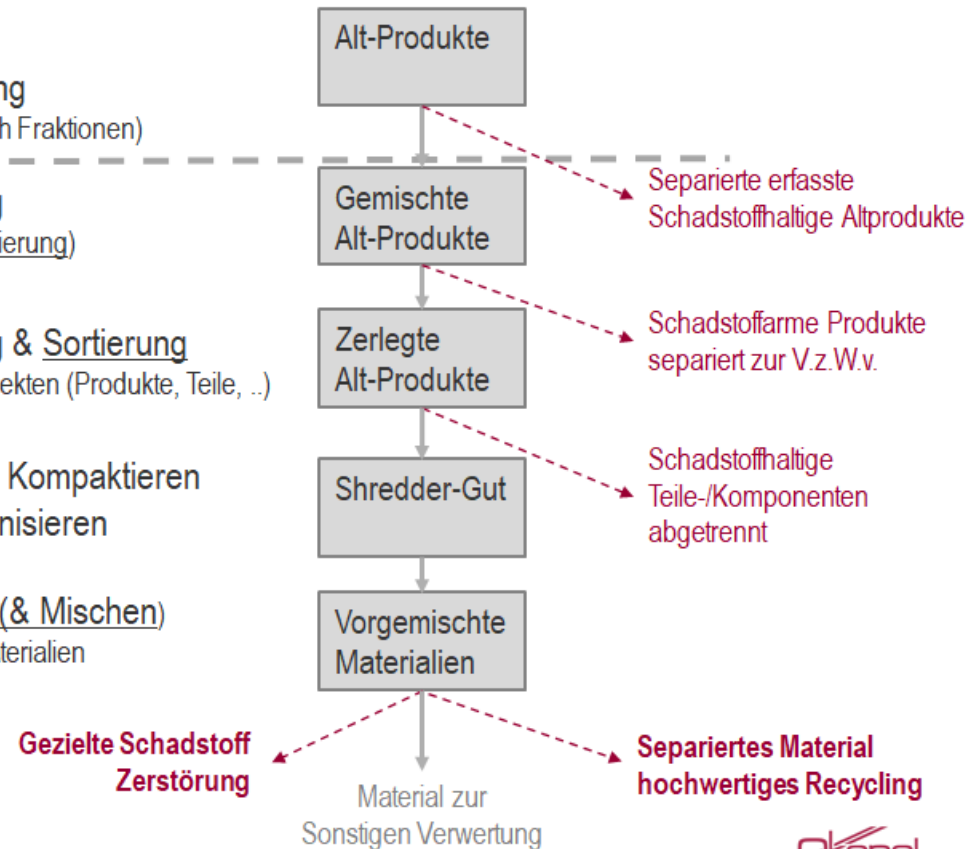 Alt-Produkte
ng
h Fraktionen)
Gemischte
Alt-Produkte
Separierte erfasste
Schadstoffhaltige Altprodukte
g
ierung)
Zerlegte
Alt-Produkte
Schadstoffarme Produkte
separiert zur V.z.W.v.
g & Sortierung
ekten (Produkte, Teile, ..)
Shredder-Gut
Schadstoffhaltige
Teile-/Komponenten
abgetrennt
Kompaktieren
nisieren
Vorgemischte
Materialien
(& Mischen)
terialien
Gezielte Schadstoff
Zerstörung
Separiertes Material
hochwertiges Recycling
Material zur
Sonstigen Verwertung